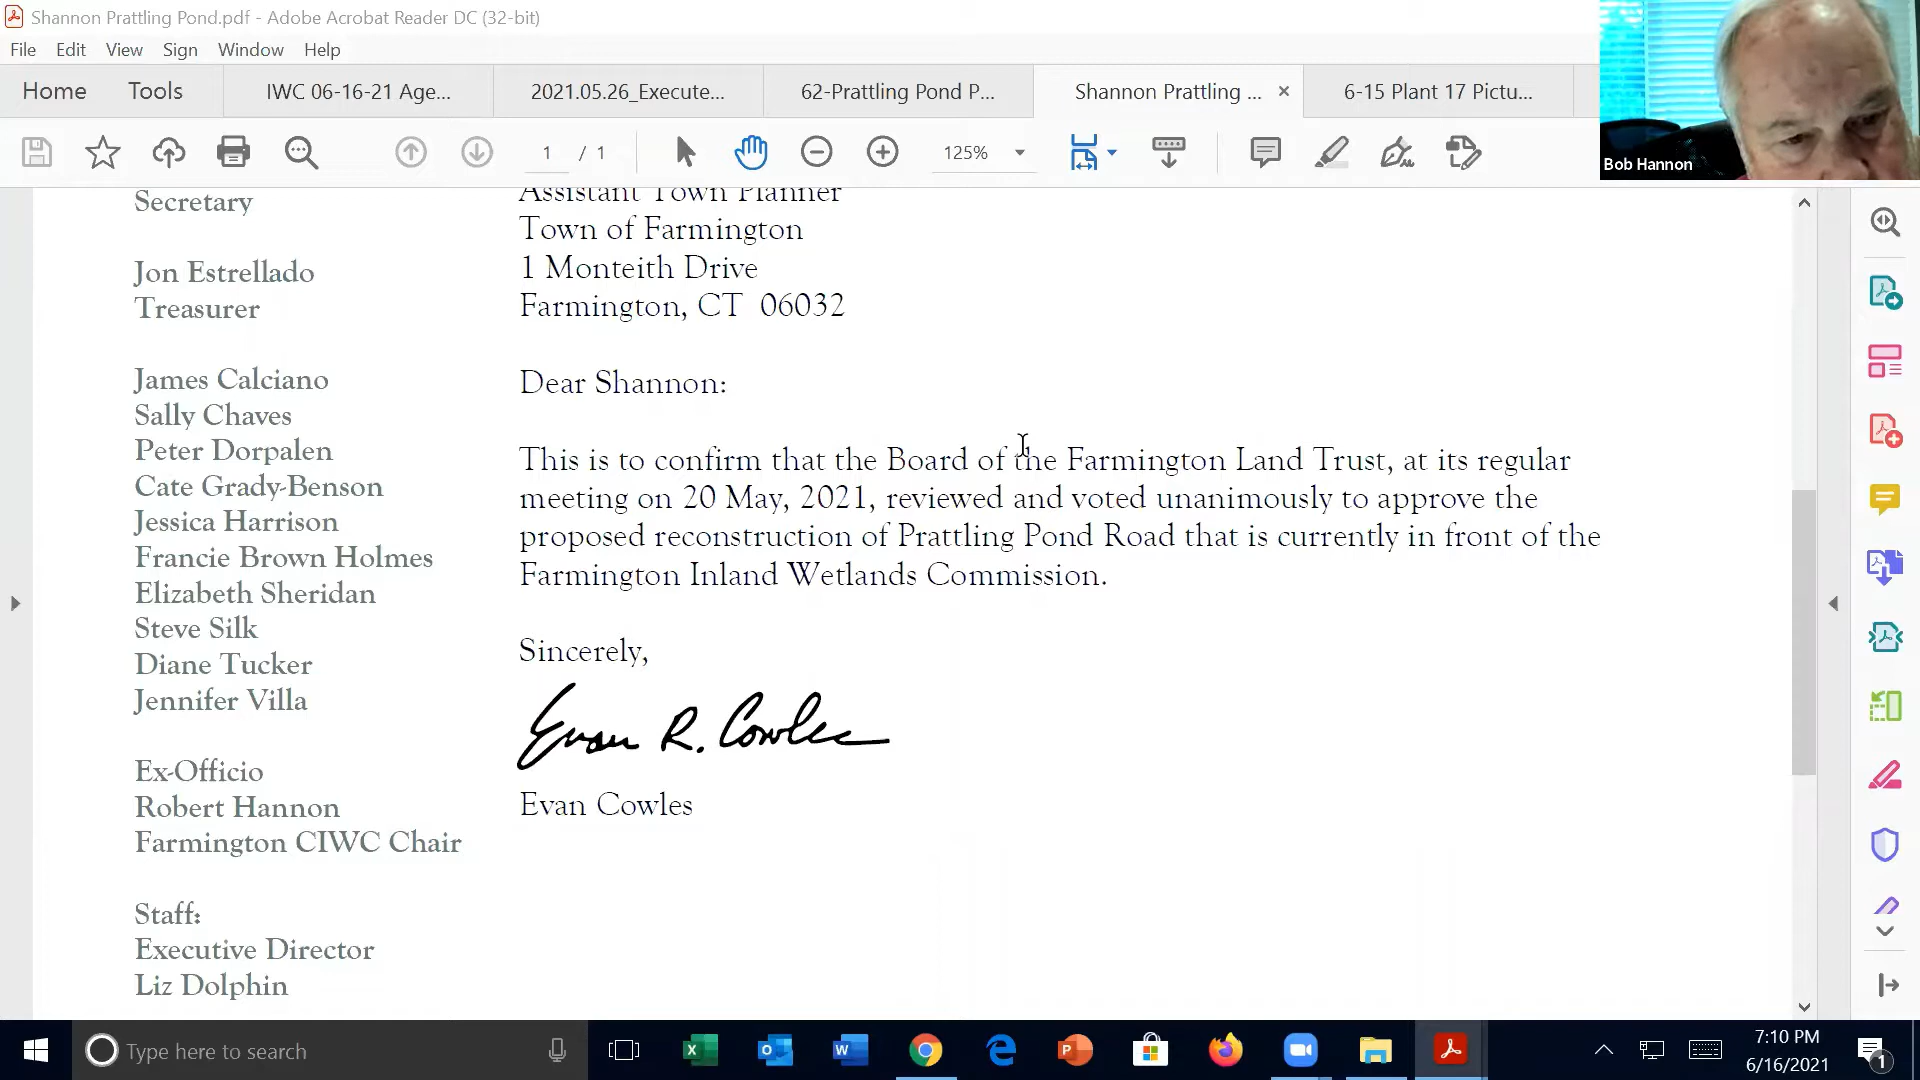 Shannon Prattling Pond.pdf - Adobe Acrobat Reader DC (32-bit)
File Edit View Sign Window Help
Home Tools IWC 06-16-21 Age... 2021.05.26_Execute... 62-Prattling Pond P... Shannon Prattling ... × 6-15 Plant 17 Pictu...
1 / 1 125%
Bob Hannon
Secretary
Jon Estrellado
Treasurer
James Calciano
Sally Chaves
Peter Dorpalen
Cate Grady-Benson
Jessica Harrison
Francie Brown Holmes
Elizabeth Sheridan
Steve Silk
Diane Tucker
Jennifer Villa
Ex-Officio
Robert Hannon
Farmington CIWC Chair
Staff:
Executive Director
Liz Dolphin
Assistant Town Planner
Town of Farmington
1 Monteith Drive
Farmington, CT 06032
Dear Shannon:
This is to confirm that the Board of the Farmington Land Trust, at its regular
meeting on 20 May, 2021, reviewed and voted unanimously to approve the
proposed reconstruction of Prattling Pond Road that is currently in front of the
Farmington Inland Wetlands Commission.
Sincerely,
Evan R. Cowles
Evan Cowles
Type here to search
7:10 PM
6/16/2021
1